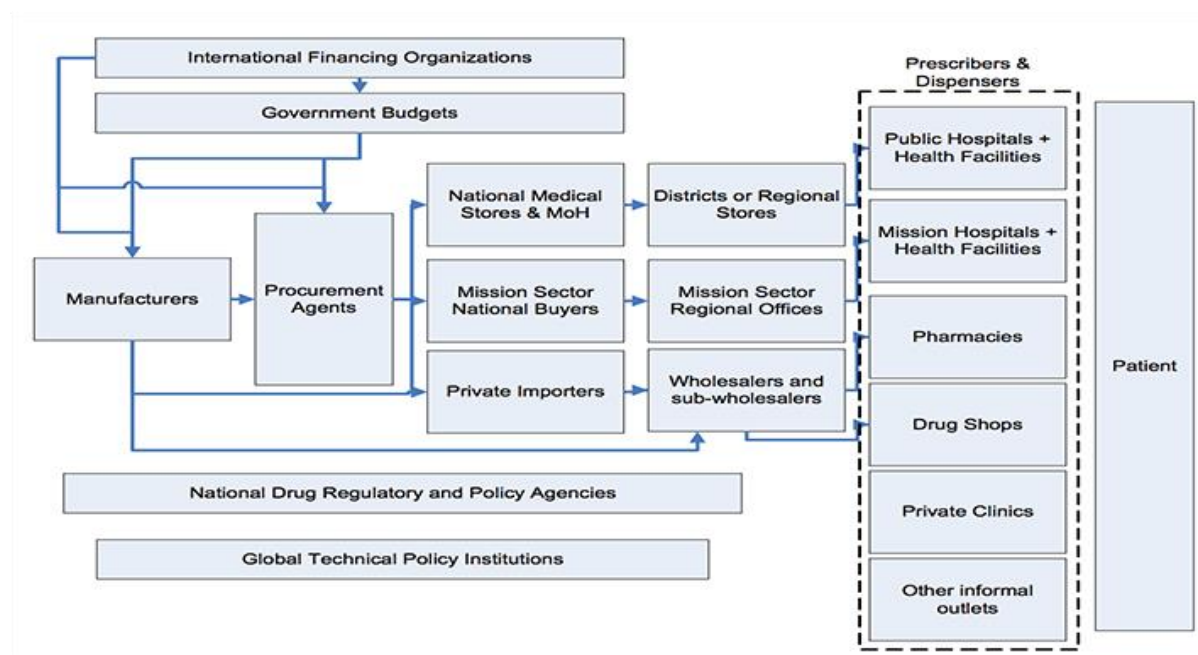 International Financing Organizations
Government Budgets
Prescribers &
Dispensers
National Medical
Stores & MoH
Districts or Regional
Stores
Public Hospitals +
Health Facilities
Manufacturers
Procurement
Agents
Mission Sector
National Buyers
Mission Sector
Regional Offices
Mission Hospitals +
Health Facilities
Private Importers
Wholesalers and
sub-wholesalers
Pharmacies
Drug Shops
Private Clinics
Other informal
outlets
Patient
National Drug Regulatory and Policy Agencies
Global Technical Policy Institutions